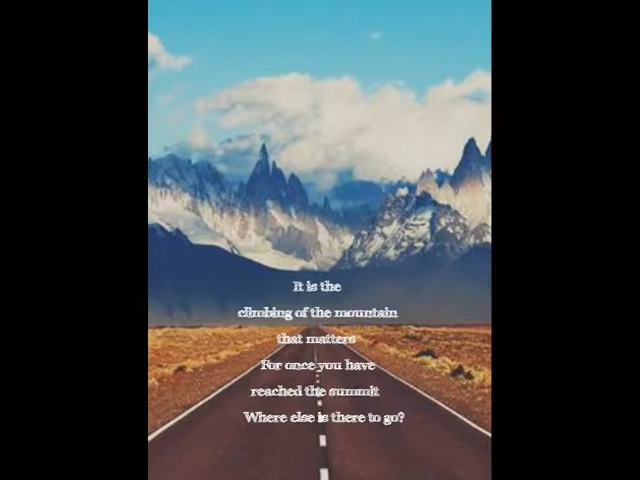 It is the
climbing of the mountain
that matters
For once you have
reached the summit
Where else is there to go?